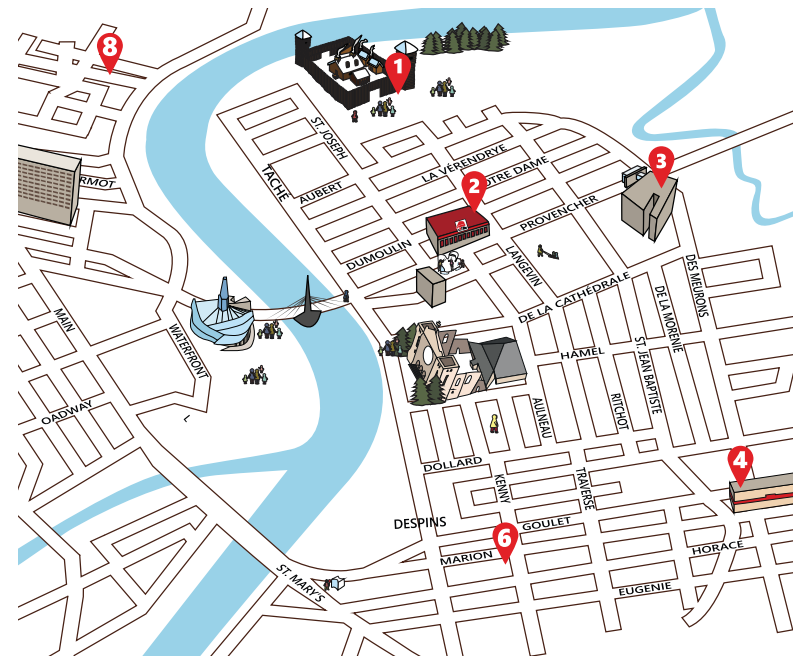 8
1
ST. JOSEPH
LA VÉRENDRYE
3
RMOT
TACHE
AUBERT
2
OTRE DAME
PROVENCHER
DUMOULIN
LANGEVIN
DES MEURONS
DE LA CATHÉDRALE
DE LA MORENIE
MAIN
WATERFRONT
HAMEL
ST. JEAN BAPTISTE
OADWAY
L
AULNEAU
RITCHOT
DOLLARD
KENNY
TRAVERSE
4
DESPINS
GOULET
6
MARION
HORACE
ST. MARY'S
EUGENIE